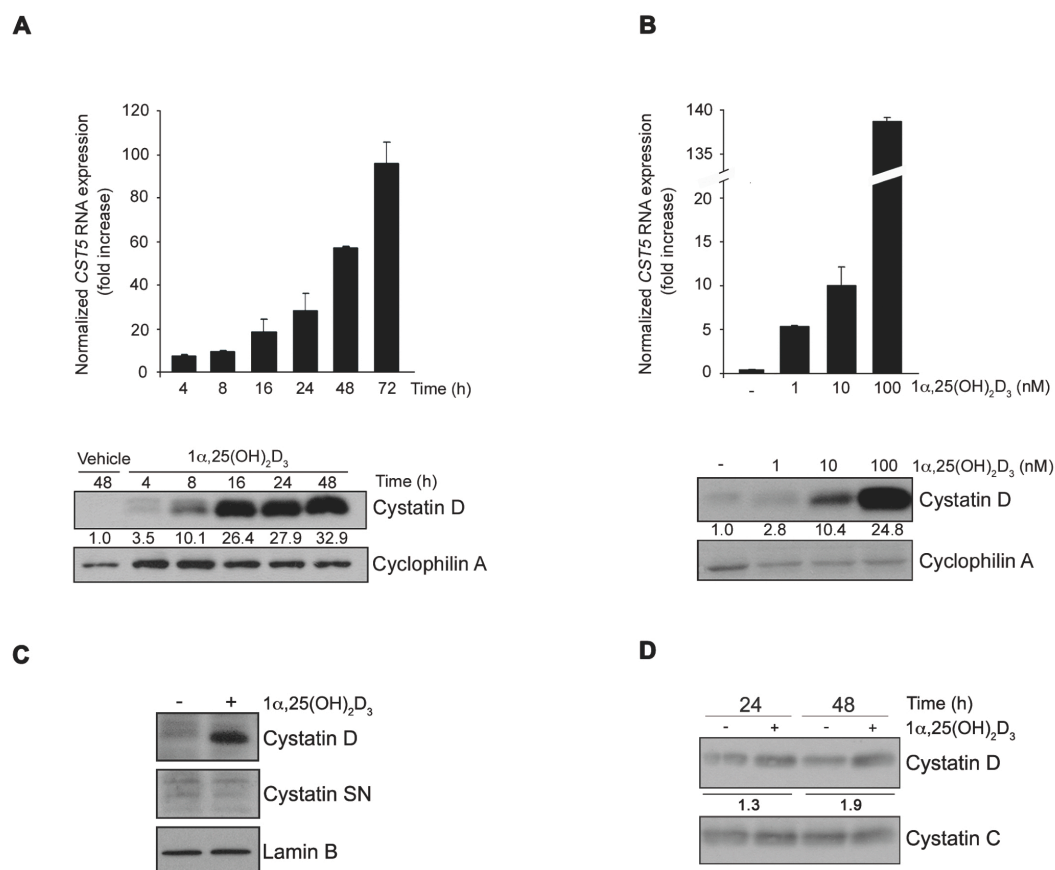 A
Normalized CST5 RNA expression
(fold increase)
120
100
80
60
40
20
0
4 8 16 24 48 72 Time (h)
Vehicle 1α,25(OH)₂D₃
48 4 8 16 24 48 Time (h)
Cystatin D
1.0 3.5 10.1 26.4 27.9 32.9
Cyclophilin A
B
Normalized CST5 RNA expression
(fold increase)
140
135
20
15
10
5
0
- 1 10 100 1α,25(OH)₂D₃ (nM)
- 1 10 100 1α,25(OH)₂D₃ (nM)
Cystatin D
1.0 2.8 10.4 24.8
Cyclophilin A
C
- + 1α,25(OH)₂D₃
Cystatin D
Cystatin SN
Lamin B
D
24 48 Time (h)
- + - + 1α,25(OH)₂D₃
Cystatin D
1.3 1.9
Cystatin C